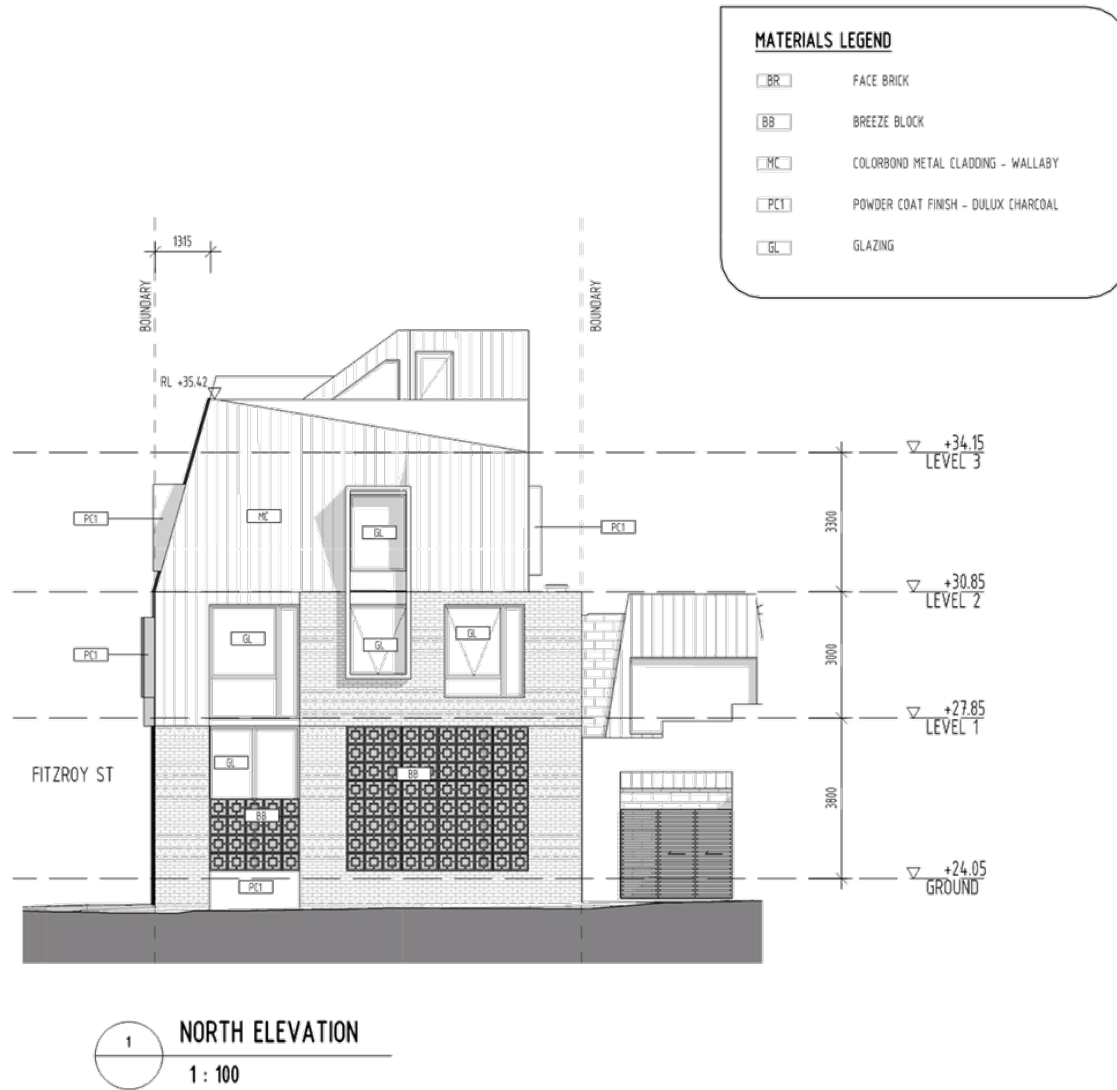 MATERIALS LEGEND
BR FACE BRICK
BB BREEZE BLOCK
MC COLORBOND METAL CLADDING - WALLABY
PC1 POWDER COAT FINISH - DULUX CHARCOAL
GL GLAZING
1315
BOUNDARY
BOUNDARY
RL +35.42
+34.15
LEVEL 3
PC1
MC
GL
PC1
3300
+30.85
LEVEL 2
PC1
GL
GL
GL
3000
+27.85
LEVEL 1
FITZROY ST
GL
BB
BB
3800
PC1
+24.05
GROUND
1
NORTH ELEVATION
1 : 100